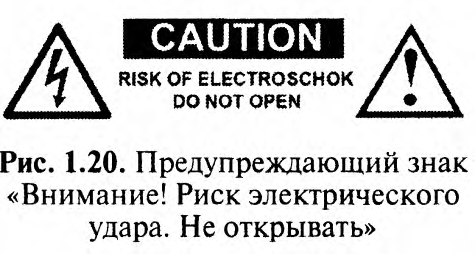 CAUTION
RISK OF ELECTROSCHOK
DO NOT OPEN
Рис. 1.20. Предупреждающий знак
«Внимание! Риск электрического
удара. Не открывать»